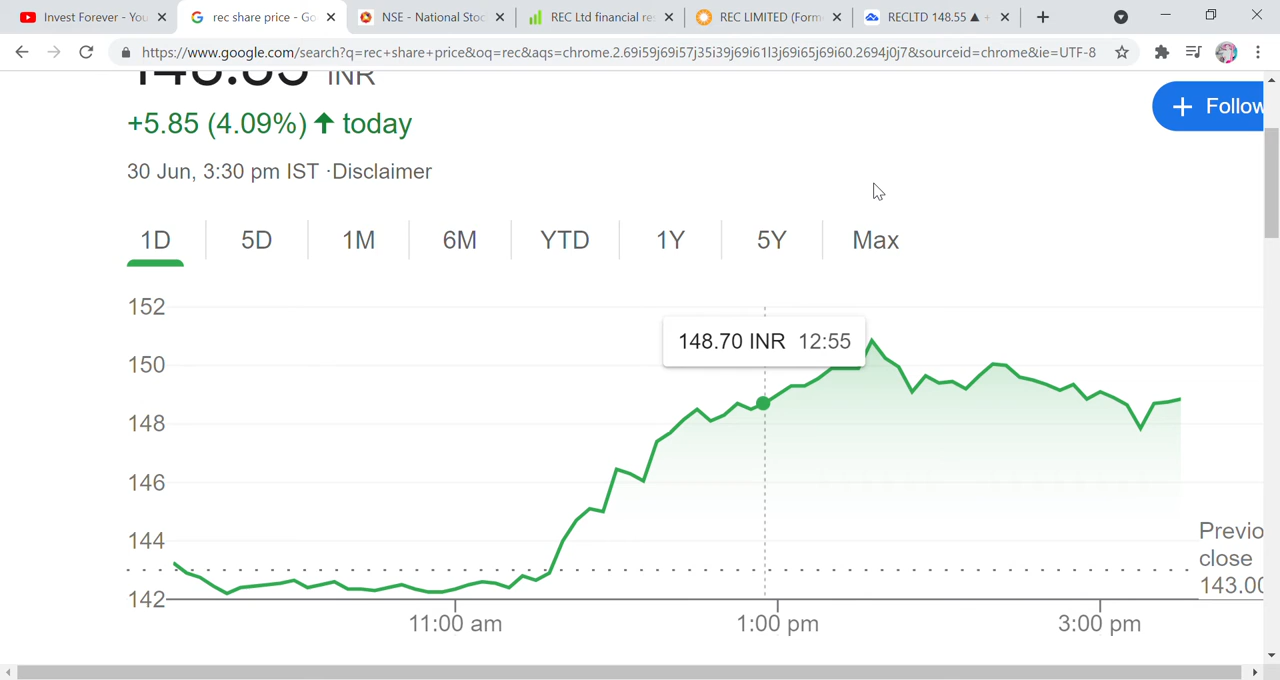 Invest Forever - Yo
rec share price - Go
NSE - National Stoc
REC Ltd financial re
REC LIMITED (Form
RECLTD 148.55 ▲ +
https://www.google.com/search?q=rec+share+price&oq=rec&aqs=chrome.2.69i59j69i57j35i39j69i61l3j69i65j69i60.2694j0j7&sourceid=chrome&ie=UTF-8
INR
+ Follow
+5.85 (4.09%) ↑ today
30 Jun, 3:30 pm IST ·Disclaimer
1D 5D 1M 6M YTD 1Y 5Y Max
152
148.70 INR 12:55
150
148
146
144
Previo
close
143.00
142
11:00 am 1:00 pm 3:00 pm